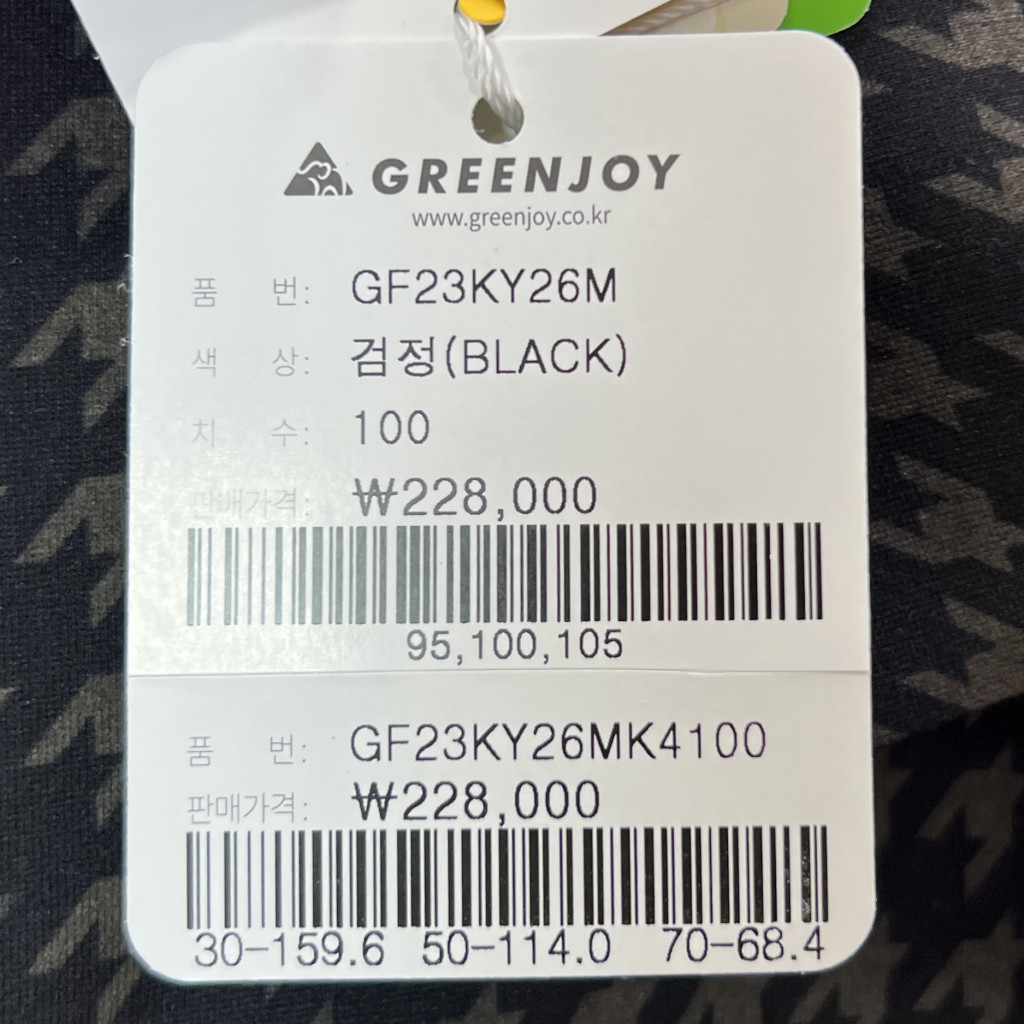 GREENJOY
www.greenjoy.co.kr
품 번: GF23KY26M
색 상: 검정(BLACK)
치 수: 100
판매가격: ₩228,000
95,100,105
품 번: GF23KY26MK4100
판매가격: ₩228,000
30-159.6 50-114.0 70-68.4